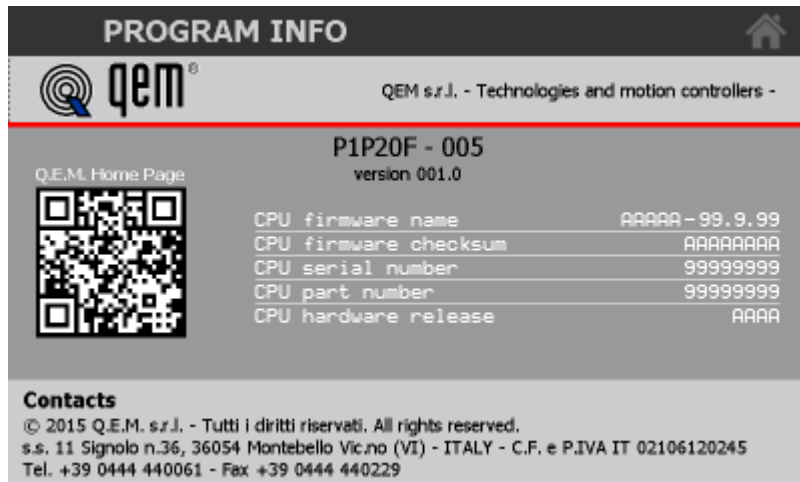 PROGRAM INFO
qem®
QEM s.r.l. - Technologies and motion controllers -
P1P20F - 005
version 001.0
Q.E.M. Home Page
CPU firmware name AAAAA-99.9.99
CPU firmware checksum AAAAAAAA
CPU serial number 99999999
CPU part number 99999999
CPU hardware release AAAA
Contacts
© 2015 Q.E.M. s.r.l. - Tutti i diritti riservati. All rights reserved.
s.s. 11 Signolo n.36, 36054 Montebello Vic.no (VI) - ITALY - C.F. e P.IVA IT 02106120245
Tel. +39 0444 440061 - Fax +39 0444 440229